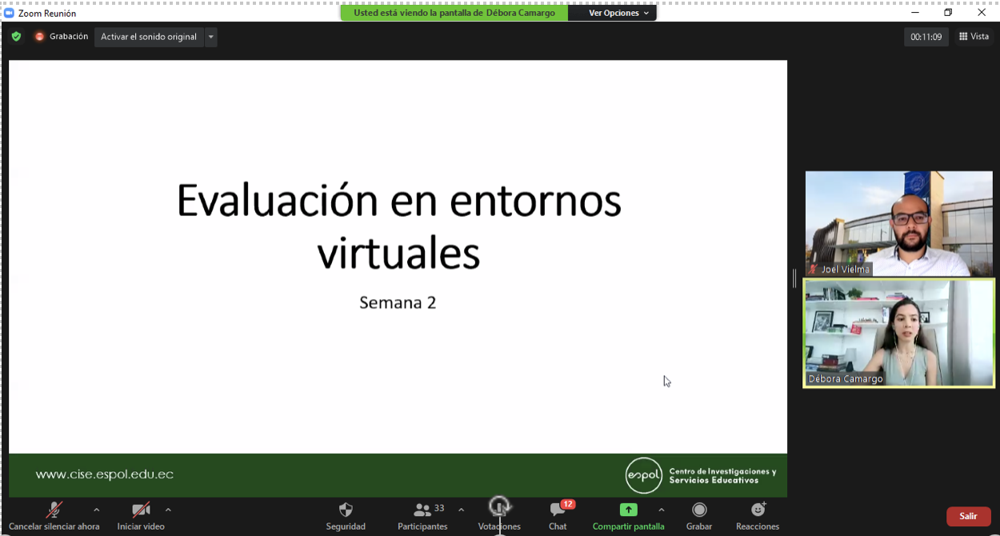 Zoom Reunión
Usted está viendo la pantalla de Débora Camargo
Ver Opciones
Grabación
Activar el sonido original
00:11:09
Vista
Evaluación en entornos
virtuales
Semana 2
Joel Vielma
Débora Camargo
www.cise.espol.edu.ec
espol
Centro de Investigaciones y
Servicios Educativos
Cancelar silenciar ahora
Iniciar video
Seguridad
33
Participantes
Votaciones
12
Chat
Compartir pantalla
Grabar
Reacciones
Salir